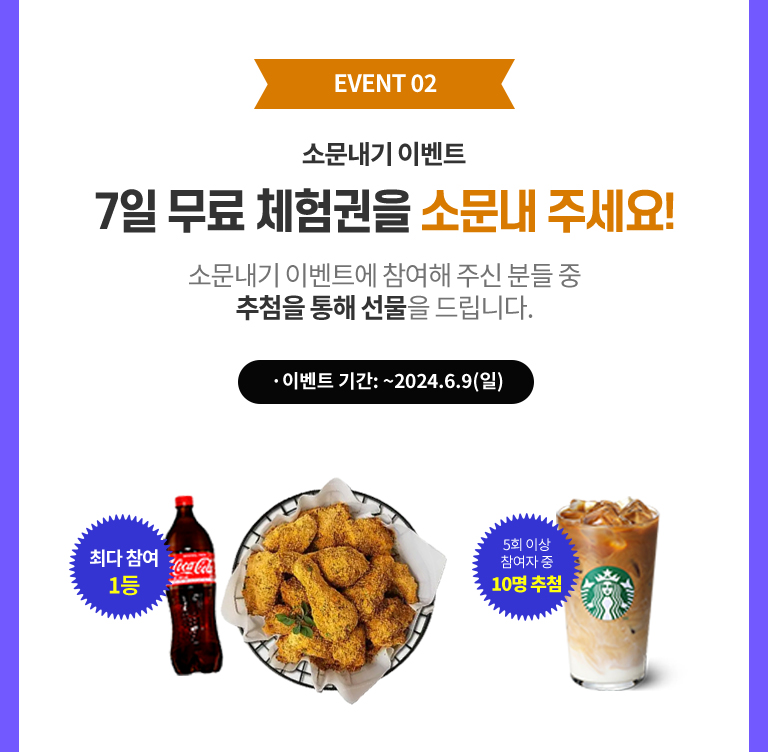 EVENT 02
소문내기 이벤트
7일 무료 체험권을 소문내 주세요!
소문내기 이벤트에 참여해 주신 분들 중
추첨을 통해 선물을 드립니다.
· 이벤트 기간: ~2024.6.9(일)
최다 참여
1등
Coca-Cola
5회 이상
참여자 중
10명 추첨